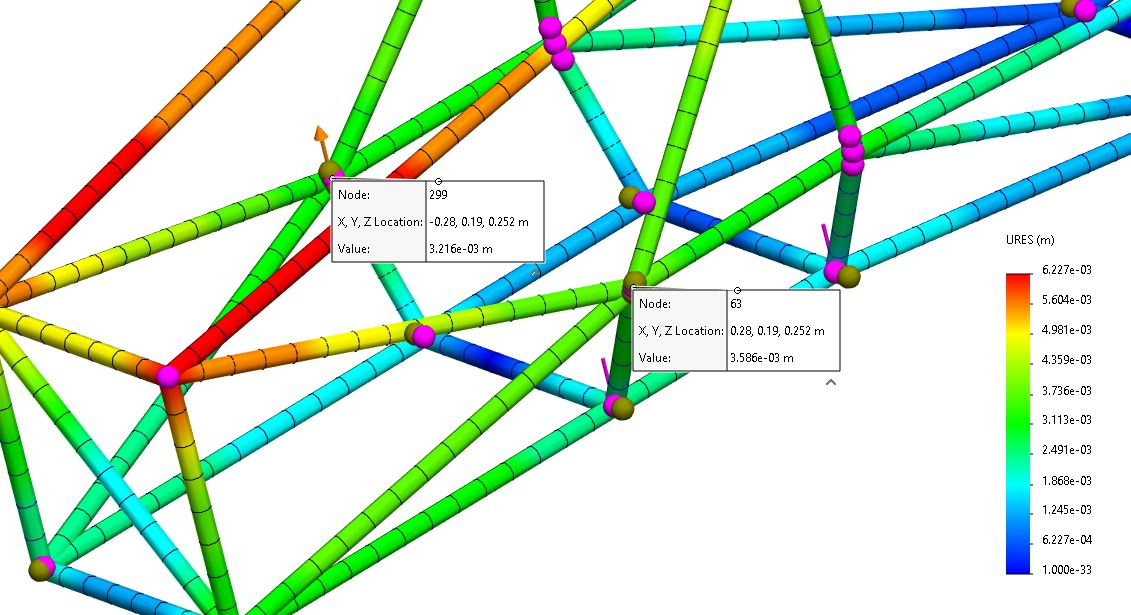 Node: 299
X, Y, Z Location: -0.28, 0.19, 0.252 m
Value: 3.216e-03 m
Node: 63
X, Y, Z Location: 0.28, 0.19, 0.252 m
Value: 3.586e-03 m
URES (m)
6.227e-03
5.604e-03
4.981e-03
4.359e-03
3.736e-03
3.113e-03
2.491e-03
1.868e-03
1.245e-03
6.227e-04
1.000e-33